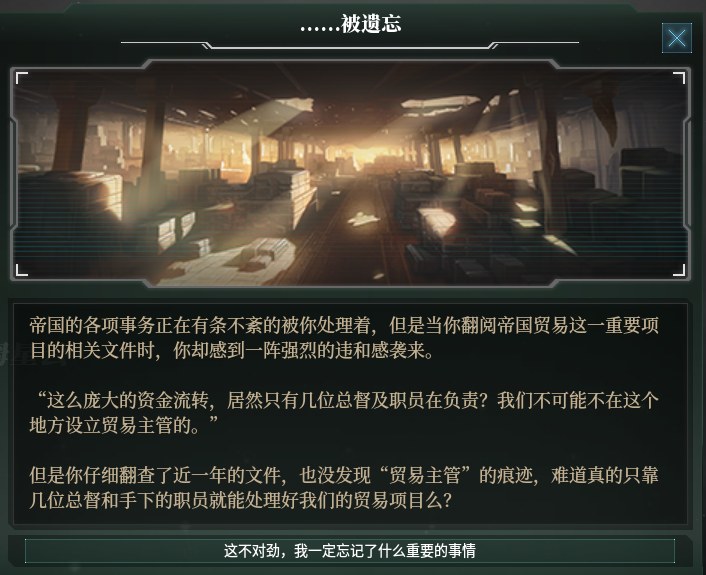 ......被遗忘
帝国的各项事务正在有条不紊的被你处理着，但是当你翻阅帝国贸易这一重要项
目的相关文件时，你却感到一阵强烈的违和感袭来。
“这么庞大的资金流转，居然只有几位总督及职员在负责？我们不可能不在这个
地方设立贸易主管的。”
但是你仔细翻查了近一年的文件，也没发现“贸易主管”的痕迹，难道真的只靠
几位总督和手下的职员就能处理好我们的贸易项目么？
这不对劲，我一定忘记了什么重要的事情